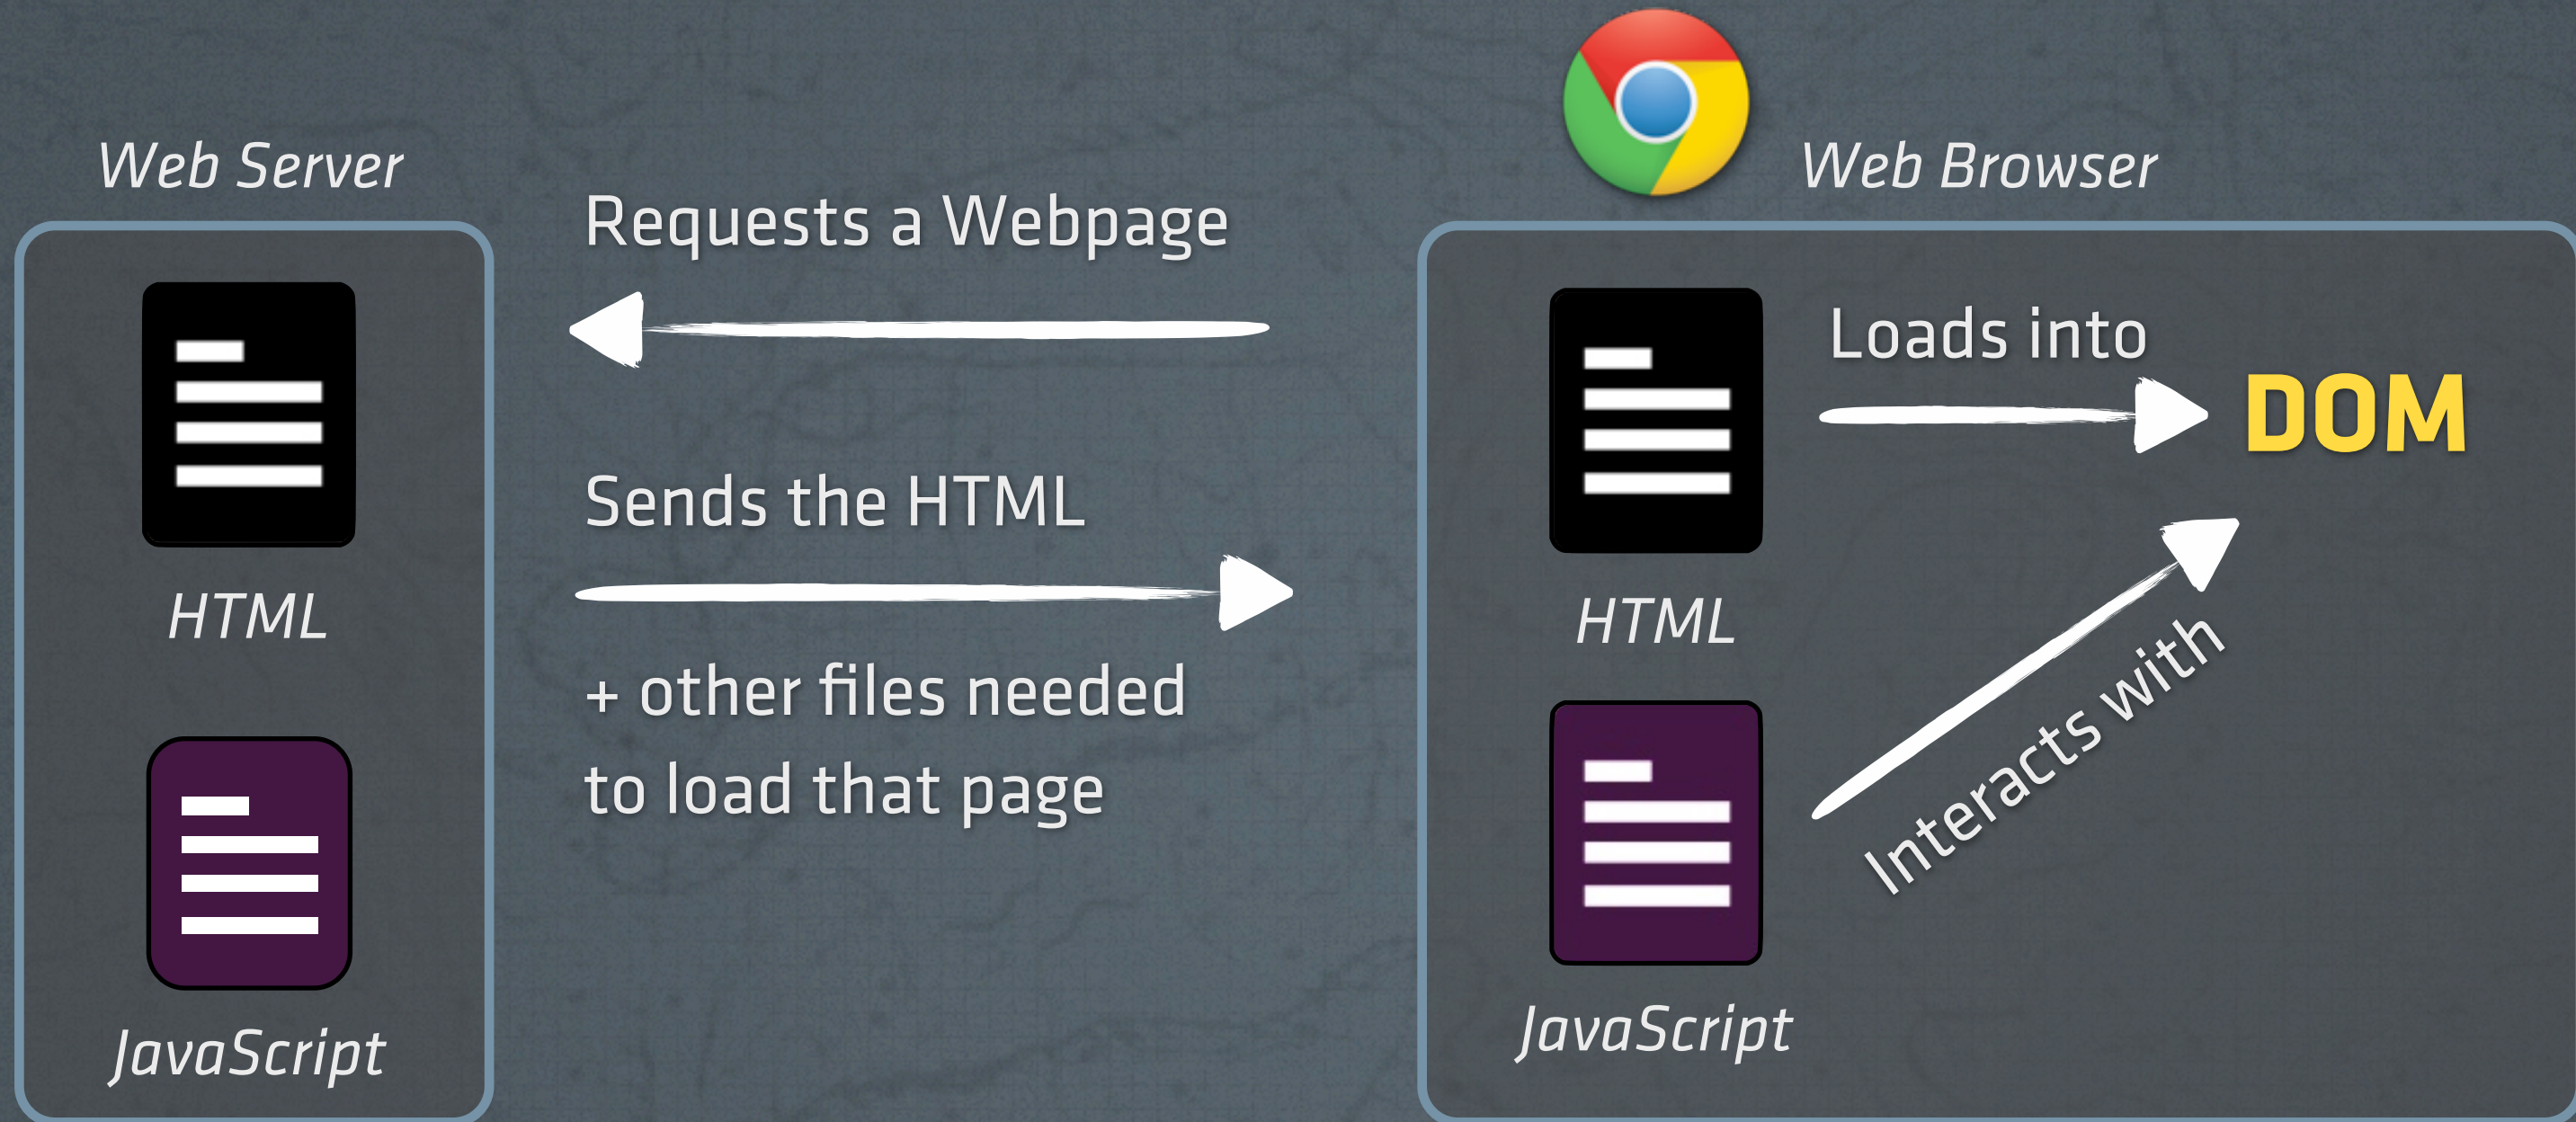 Web Server
HTML
JavaScript
Requests a Webpage
Sends the HTML
+ other files needed
to load that page
Web Browser
HTML
Loads into
DOM
JavaScript
Interacts with